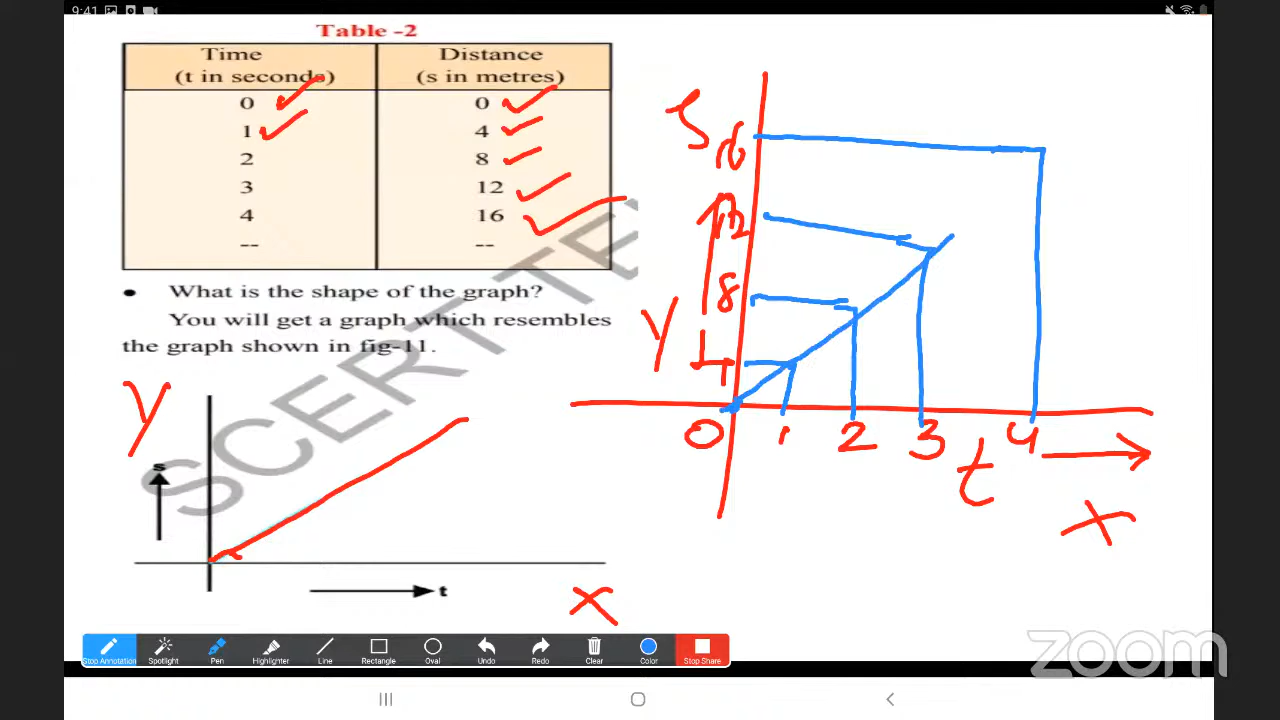 9:41
Table -2
Time Distance
(t in seconds) (s in metres)
0 0
1 4
2 8
3 12
4 16
-- --
• What is the shape of the graph?
You will get a graph which resembles
the graph shown in fig-11.
SCERT TE
Y
s
t
X
S
16
12
8
4
Y
0 1 2 3 4
t
X
Stop Annotation Spotlight Pen Highlighter Line Rectangle Oval Undo Redo Clear Color Stop Share
zoom